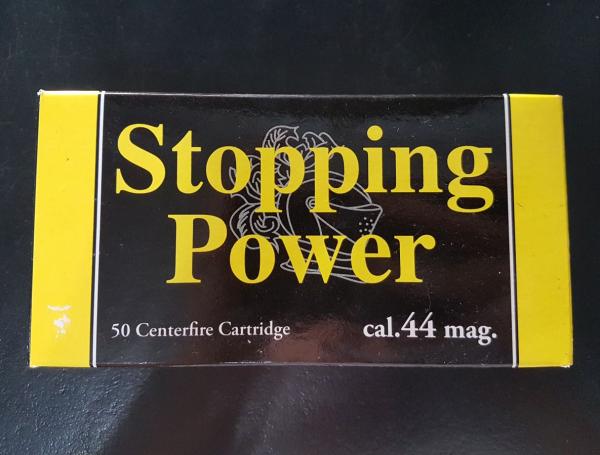 Stopping
Power
50 Centerfire Cartridge
cal.44 mag.